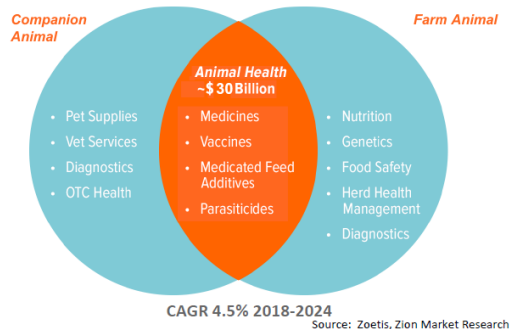 Companion
Animal
Farm Animal
Animal Health
~$ 30 Billion
• Pet Supplies
• Vet Services
• Diagnostics
• OTC Health
• Medicines
• Vaccines
• Medicated Feed
Additives
• Parasiticides
• Nutrition
• Genetics
• Food Safety
• Herd Health
Management
• Diagnostics
CAGR 4.5% 2018-2024
Source: Zoetis, Zion Market Research